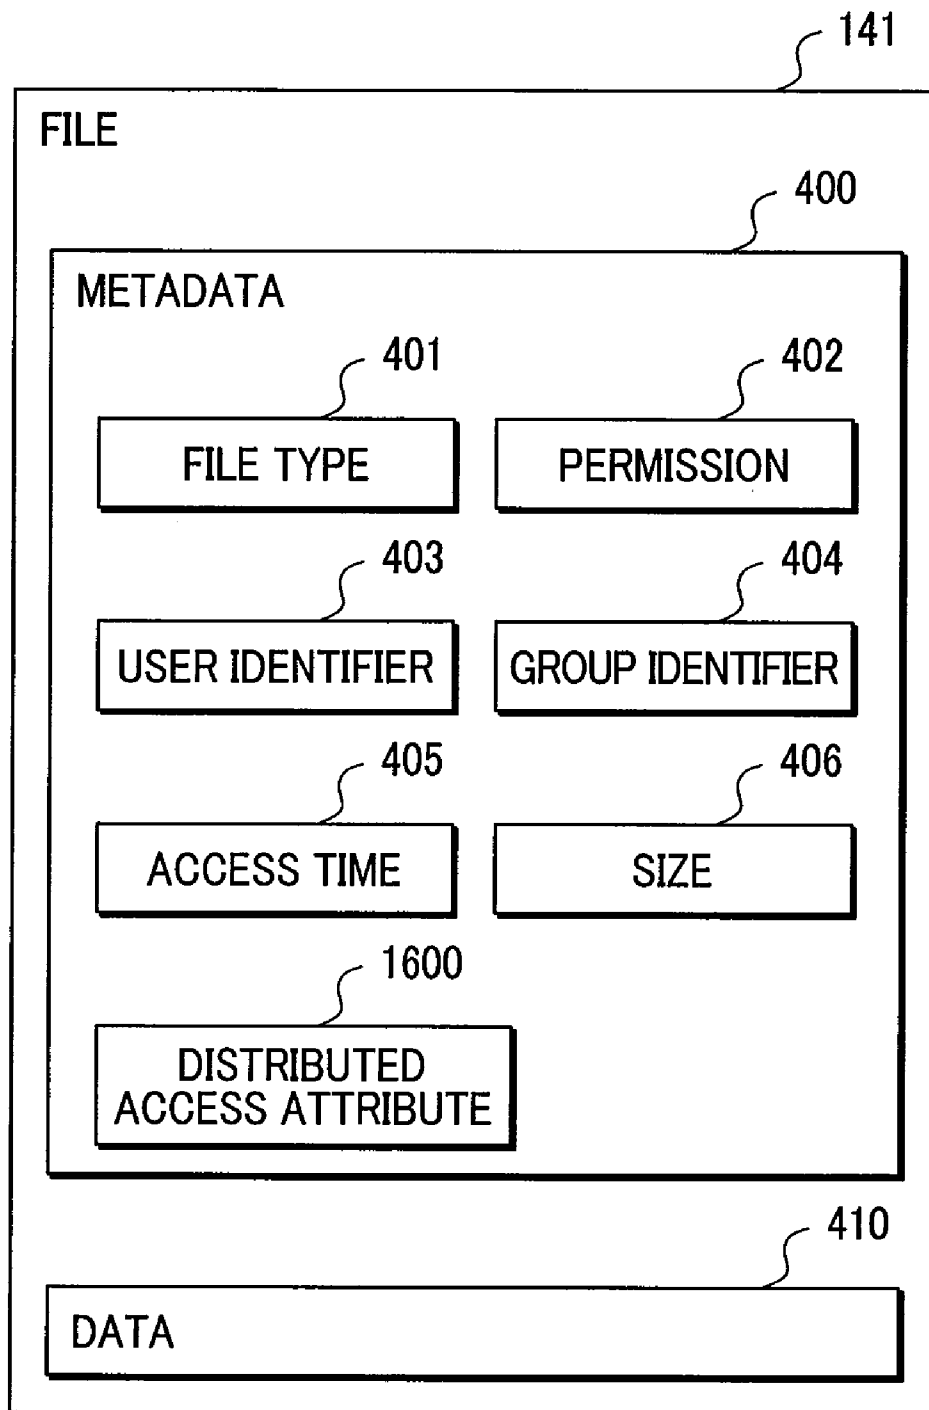 141
FILE
400
METADATA
401
402
FILE TYPE
PERMISSION
403
404
USER IDENTIFIER
GROUP IDENTIFIER
405
406
ACCESS TIME
SIZE
1600
DISTRIBUTED
ACCESS ATTRIBUTE
410
DATA